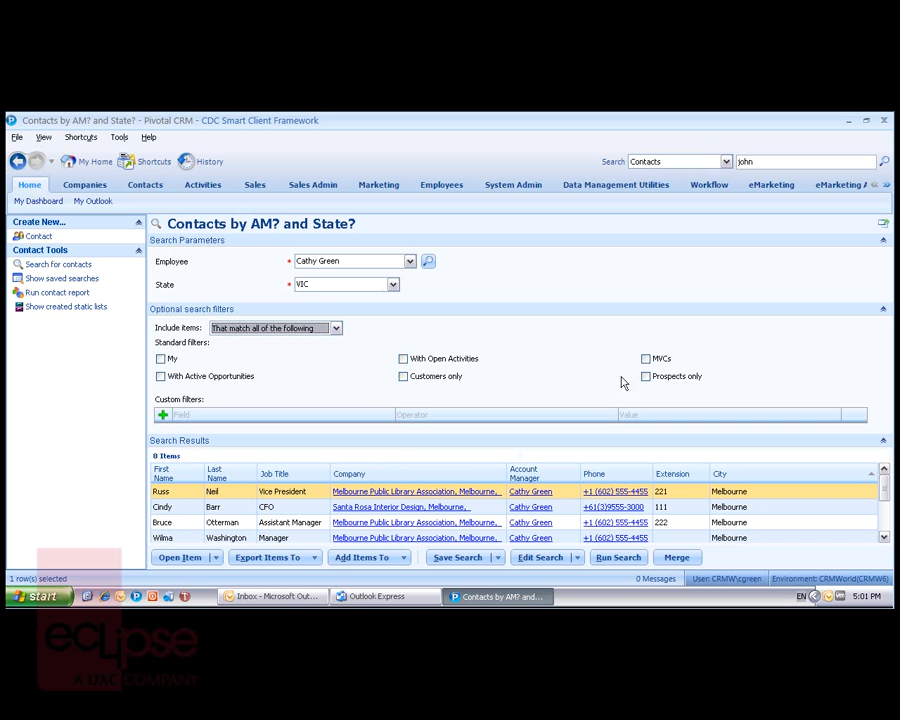 Contacts by AM? and State? - Pivotal CRM - CDC Smart Client Framework
File View Shortcuts Tools Help
My Home Shortcuts History Search Contacts john
Home Companies Contacts Activities Sales Sales Admin Marketing Employees System Admin Data Management Utilities Workflow eMarketing eMarketing A
My Dashboard My Outlook
Create New...
Contact
Contact Tools
Search for contacts
Show saved searches
Run contact report
Show created static lists
Contacts by AM? and State?
Search Parameters
Employee * Cathy Green
State * VIC
Optional search filters
Include items: That match all of the following
Standard filters:
My With Open Activities MVCs
With Active Opportunities Customers only Prospects only
Custom filters:
Field Operator Value
Search Results
8 Items
First Name Last Name Job Title Company Account Manager Phone Extension City
Russ Neil Vice President Melbourne Public Library Association, Melbourne, Cathy Green +1 (602) 555-4455 221 Melbourne
Cindy Barr CFO Santa Rosa Interior Design, Melbourne, Cathy Green +61(3)9555-3000 111 Melbourne
Bruce Otterman Assistant Manager Melbourne Public Library Association, Melbourne, Cathy Green +1 (602) 555-4455 222 Melbourne
Wilma Washington Manager Melbourne Public Library Association, Melbourne, Cathy Green +1 (602) 555-4455 Melbourne
Open Item Export Items To Add Items To Save Search Edit Search Run Search Merge
1 row(s) selected 0 Messages User: CRMW\cgreen Environment: CRMWorld(CRMW6)
start Inbox - Microsoft Out... Outlook Express Contacts by AM? and... EN 5:01 PM
eclipse
A UXC COMPANY